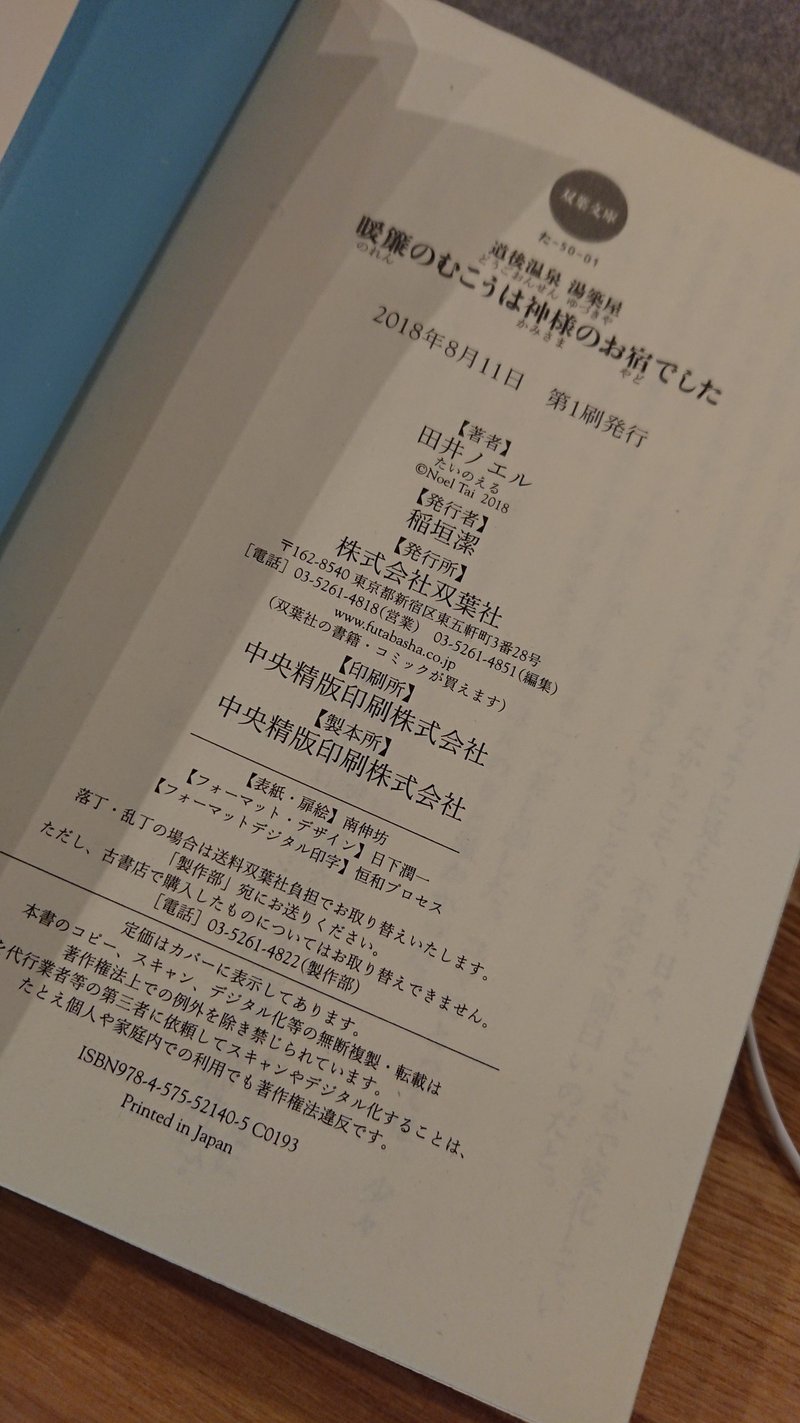 双葉文庫
た-50-01
道後温泉 湯築屋
どうごおんせん ゆづきや
暖簾のむこうは神様のお宿でした
のれん かみさま やど
2018年8月11日 第1刷発行
【著者】
田井ノエル
たいのえる
©Noel Tai 2018
【発行者】
稲垣潔
【発行所】
株式会社双葉社
〒162-8540 東京都新宿区東五軒町3番28号
［電話］03-5261-4818(営業) 03-5261-4851(編集)
www.futabasha.co.jp
（双葉社の書籍・コミックが買えます）
【印刷所】
中央精版印刷株式会社
【製本所】
中央精版印刷株式会社
【表紙・扉絵】南伸坊
【フォーマット・デザイン】日下潤一
【フォーマットデジタル印字】恒和プロセス
落丁・乱丁の場合は送料双葉社負担でお取り替えいたします。
「製作部」宛にお送りください。
ただし、古書店で購入したものについてはお取り替えできません。
［電話］03-5261-4822(製作部)
定価はカバーに表示してあります。
本書のコピー、スキャン、デジタル化等の無断複製・転載は
著作権法上での例外を除き禁じられています。
を代行業者等の第三者に依頼してスキャンやデジタル化することは、
たとえ個人や家庭内での利用でも著作権法違反です。
ISBN978-4-575-52140-5 C0193
Printed in Japan